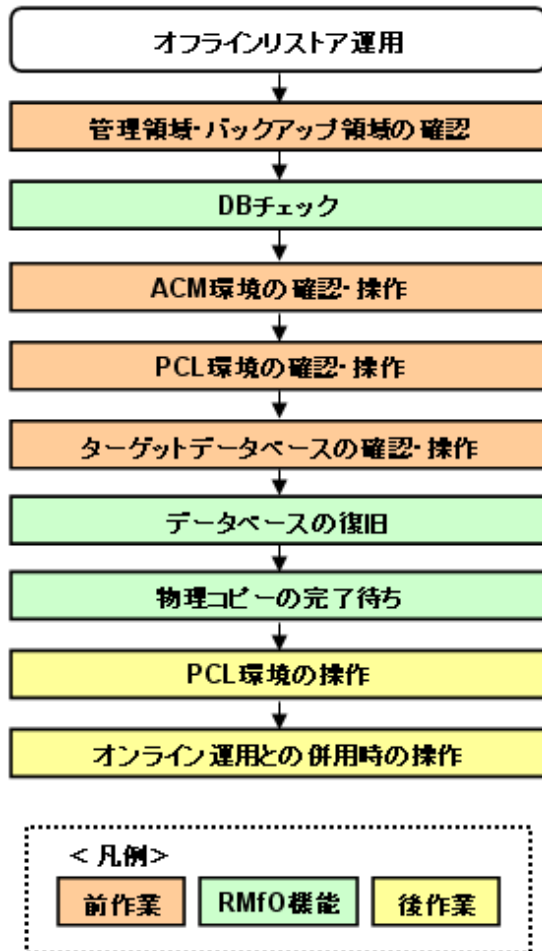 オフラインリストア運用
管理領域・バックアップ領域の確認
DBチェック
ACM環境の確認・操作
PCL環境の確認・操作
ターゲットデータベースの確認・操作
データベースの復旧
物理コピーの完了待ち
PCL環境の操作
オンライン運用との併用時の操作
<凡例>
前作業 RMfO機能 後作業